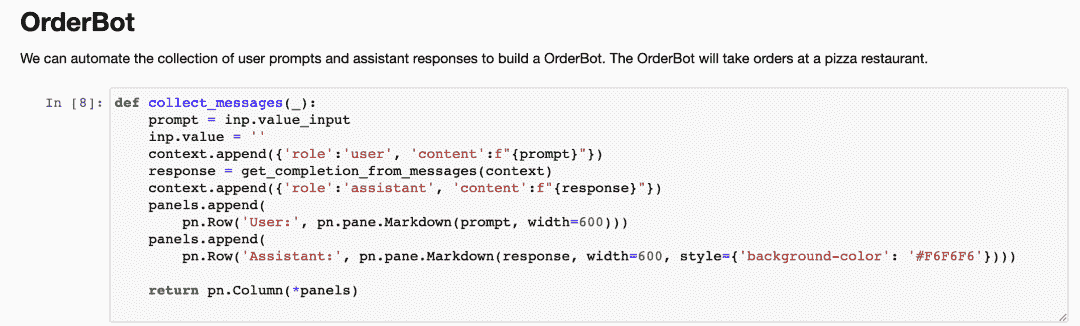 OrderBot
We can automate the collection of user prompts and assistant responses to build a OrderBot. The OrderBot will take orders at a pizza restaurant.
In [8]: def collect_messages(_):
    prompt = inp.value_input
    inp.value = ''
    context.append({'role':'user', 'content':f"{prompt}"})
    response = get_completion_from_messages(context)
    context.append({'role':'assistant', 'content':f"{response}"})
    panels.append(
        pn.Row('User:', pn.pane.Markdown(prompt, width=600)))
    panels.append(
        pn.Row('Assistant:', pn.pane.Markdown(response, width=600, style={'background-color': '#F6F6F6'})))
    return pn.Column(*panels)